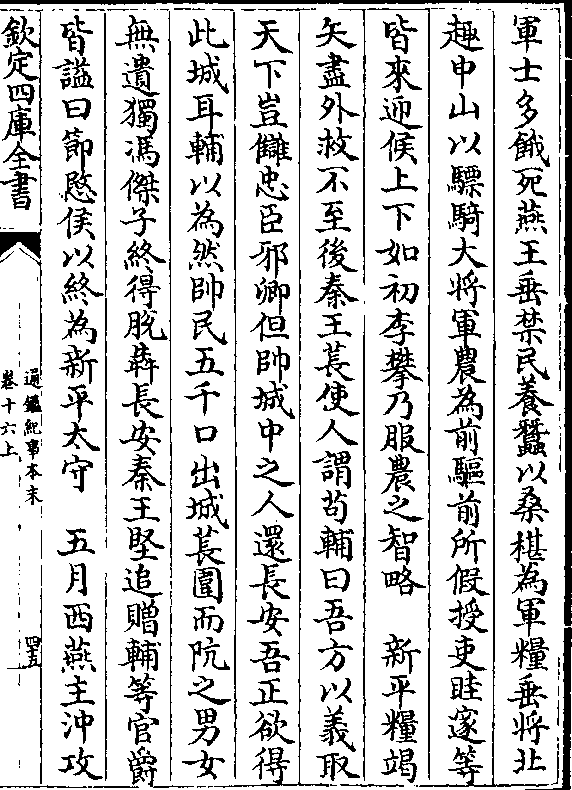 軍士多餓死燕王垂禁民養蠶以桑椹為軍糧垂將北
趣中山以驃騎大將軍農為前驅前所假授吏眭邃等
皆來迎候上下如初李攀乃服農之智略　新平糧竭
矢盡外救不至後秦王萇使人謂茍輔曰吾方以義取
天下豈讎忠臣邪卿但帥城中之人還長安吾正欲得
此城耳輔以為然帥民五千口出城萇圍而阬之男女
無遺獨馮傑子終得脫犇長安秦王堅追贈輔等官爵
皆諡曰節愍侯以終為新平太守　五月西燕主沖攻
欽定四庫全書
通鑑紀事本末
卷十六上
四五